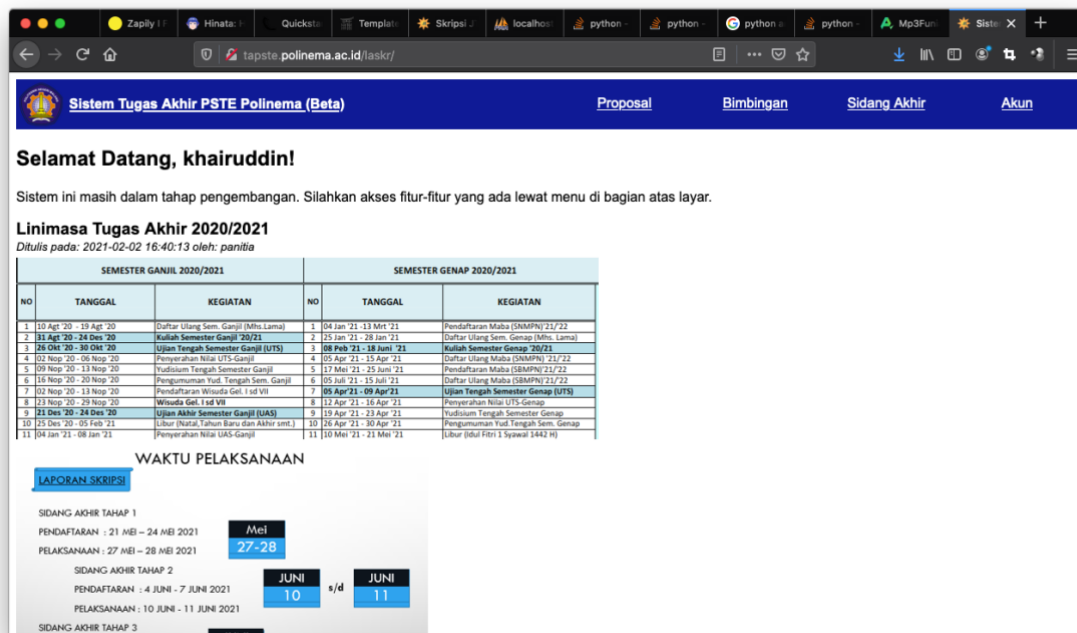 Zapily | F
Hinata: H
Quicksta
Template
Skripsi J
localhos
python -
python -
python a
python -
Mp3Fun
Siste
tapste.polinema.ac.id/laskr/
Sistem Tugas Akhir PSTE Polinema (Beta)
Proposal Bimbingan Sidang Akhir Akun
Selamat Datang, khairuddin!
Sistem ini masih dalam tahap pengembangan. Silahkan akses fitur-fitur yang ada lewat menu di bagian atas layar.
Linimasa Tugas Akhir 2020/2021
Ditulis pada: 2021-02-02 16:40:13 oleh: panitia
SEMESTER GANJIL 2020/2021 SEMESTER GENAP 2020/2021
NO TANGGAL KEGIATAN NO TANGGAL KEGIATAN
1 10 Agt '20 - 19 Agt '20 Daftar Ulang Sem. Ganjil (Mhs.Lama) 1 04 Jan '21 -13 Mrt '21 Pendaftaran Maba (SNMPN)'21/'22
2 31 Agt '20 - 24 Des '20 Kuliah Semester Ganjil '20/21 2 25 Jan '21 - 28 Jan '21 Daftar Ulang Sem. Genap (Mhs. Lama)
3 26 Okt '20 - 30 Okt '20 Ujian Tengah Semester Ganjil (UTS) 3 08 Peb '21 - 18 Juni '21 Kuliah Semester Genap '20/21
4 02 Nop '20 - 06 Nop '20 Penyerahan Nilai UTS-Ganjil 4 05 Apr '21 - 15 Apr '21 Daftar Ulang Maba (SNMPN) '21/'22
5 09 Nop '20 - 13 Nop '20 Yudisium Tengah Semester Ganjil 5 17 Mei '21 - 25 Juni '21 Pendaftaran Maba (SBMPN)'21/'22
6 16 Nop '20 - 20 Nop '20 Pengumuman Yud. Tengah Sem. Ganjil 6 05 Juli '21 - 15 Juli '21 Daftar Ulang Maba (SBMPN)'21/'22
7 02 Nop '20 - 13 Nop '20 Pendaftaran Wisuda Gel. I sd VII 7 05 Apr'21 - 09 Apr'21 Ujian Tengah Semester Genap (UTS)
8 23 Nop '20 - 29 Nop '20 Wisuda Gel. I sd VII 8 12 Apr '21 - 16 Apr '21 Penyerahan Nilai UTS-Genap
9 21 Des '20 - 24 Des '20 Ujian Akhir Semester Ganjil (UAS) 9 19 Apr '21 - 23 Apr '21 Yudisium Tengah Semester Genap
10 25 Des '20 - 05 Feb '21 Libur (Natal,Tahun Baru dan Akhir smt.) 10 26 Apr '21 - 30 Apr '21 Pengumuman Yud.Tengah Sem. Genap
11 04 Jan '21 - 08 Jan '21 Penyerahan Nilai UAS-Ganjil 11 10 Mei '21 - 21 Mei '21 Libur (Idul Fitri 1 Syawal 1442 H)
WAKTU PELAKSANAAN
LAPORAN SKRIPSI
SIDANG AKHIR TAHAP 1
PENDAFTARAN : 21 MEI – 24 MEI 2021
PELAKSANAAN : 27 MEI – 28 MEI 2021
Mei
27-28
SIDANG AKHIR TAHAP 2
PENDAFTARAN : 4 JUNI - 7 JUNI 2021
PELAKSANAAN : 10 JUNI - 11 JUNI 2021
JUNI
10
s/d
JUNI
11
SIDANG AKHIR TAHAP 3